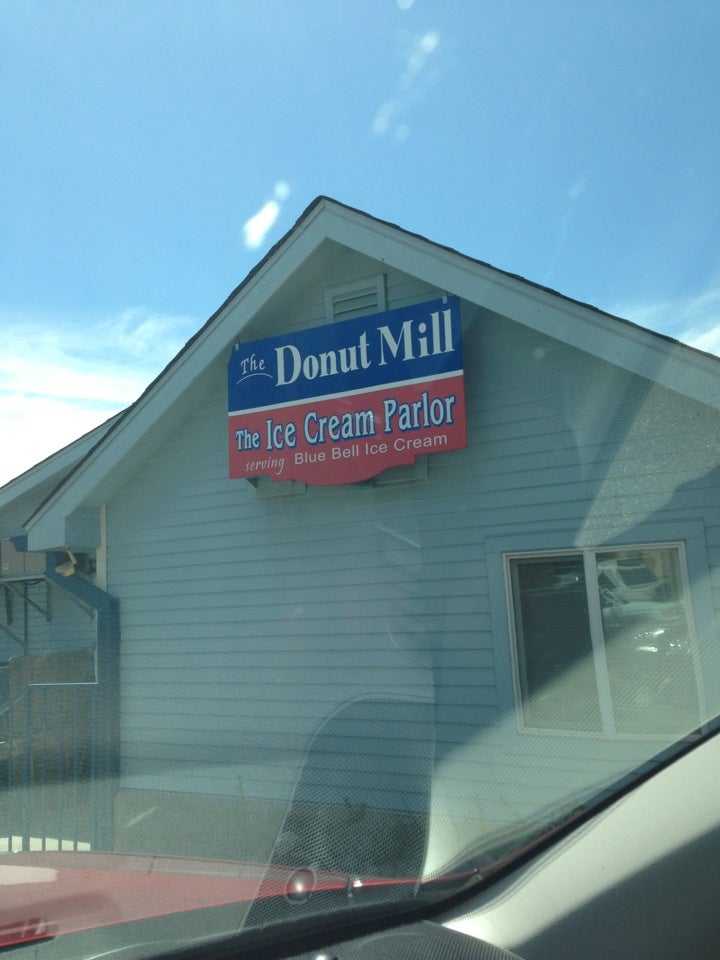 The Donut Mill
The Ice Cream Parlor
serving Blue Bell Ice Cream